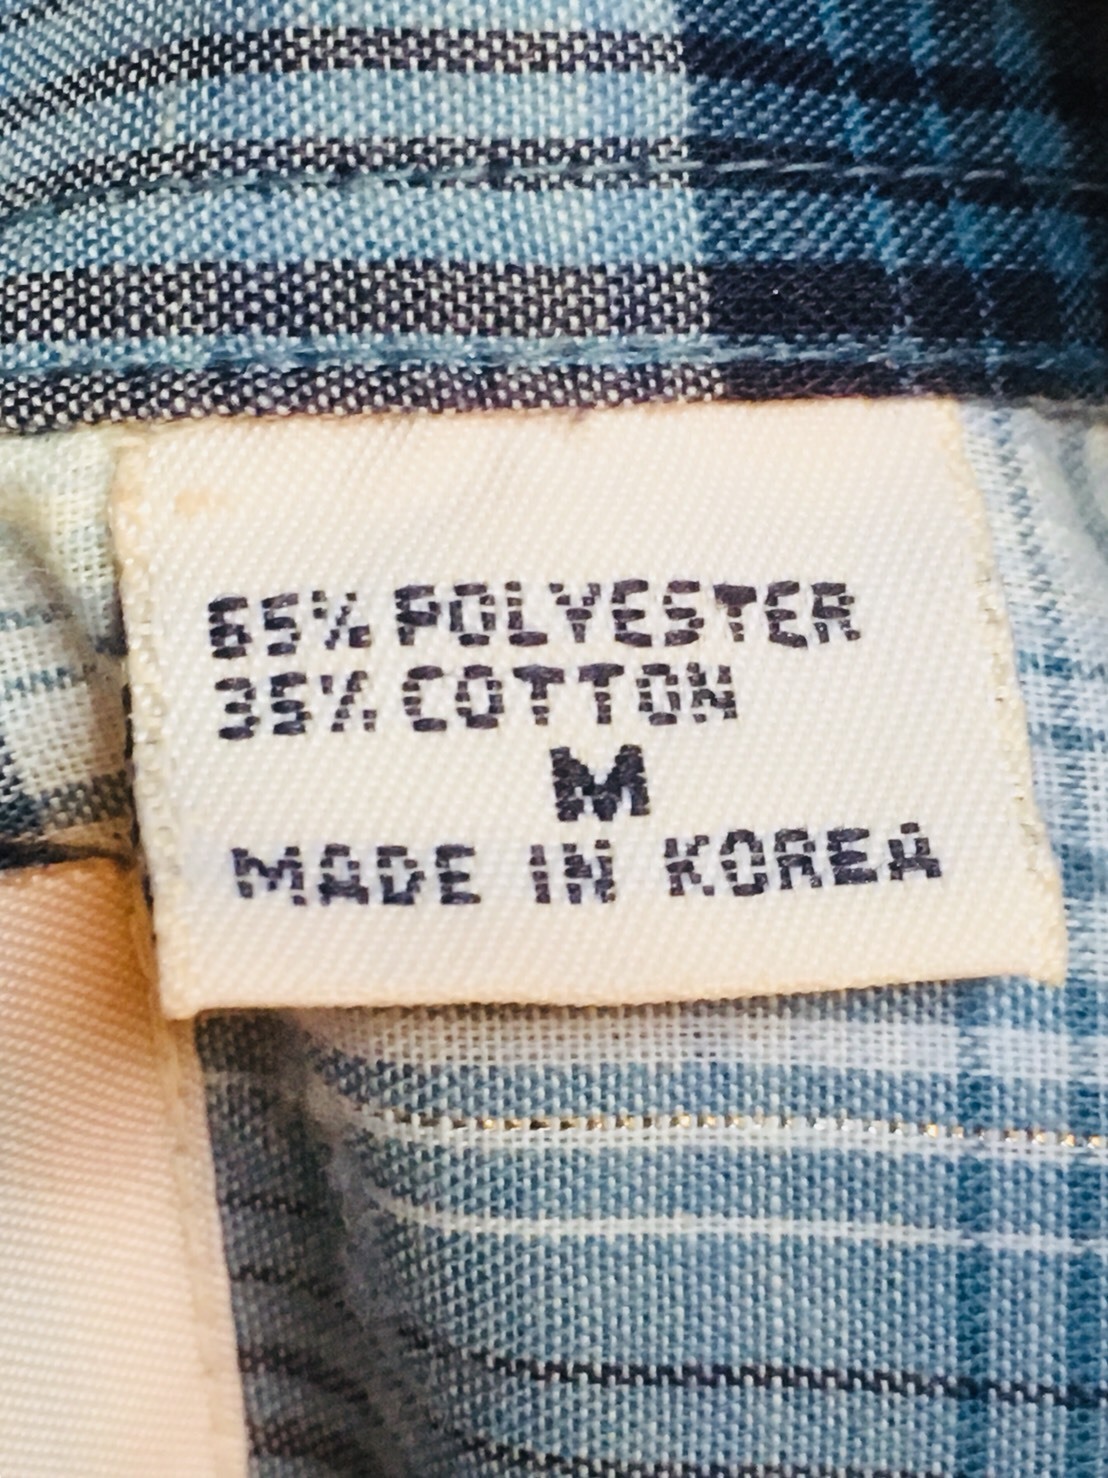 65% POLYESTER
35% COTTON
M
MADE IN KOREA